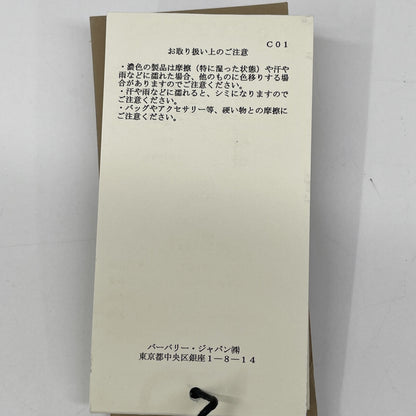 C01
お取り扱い上のご注意
・濃色の製品は摩擦（特に湿った状態）や汗や
雨などに濡れた場合、他のものに色移りする場
合がありますのでご注意ください。
・汗や雨などに濡れると、シミになりますので
ご注意ください。
・バッグやアクセサリー等、硬い物との摩擦に
ご注意ください。
バーバリー・ジャパン㈱
東京都中央区銀座1－8－14